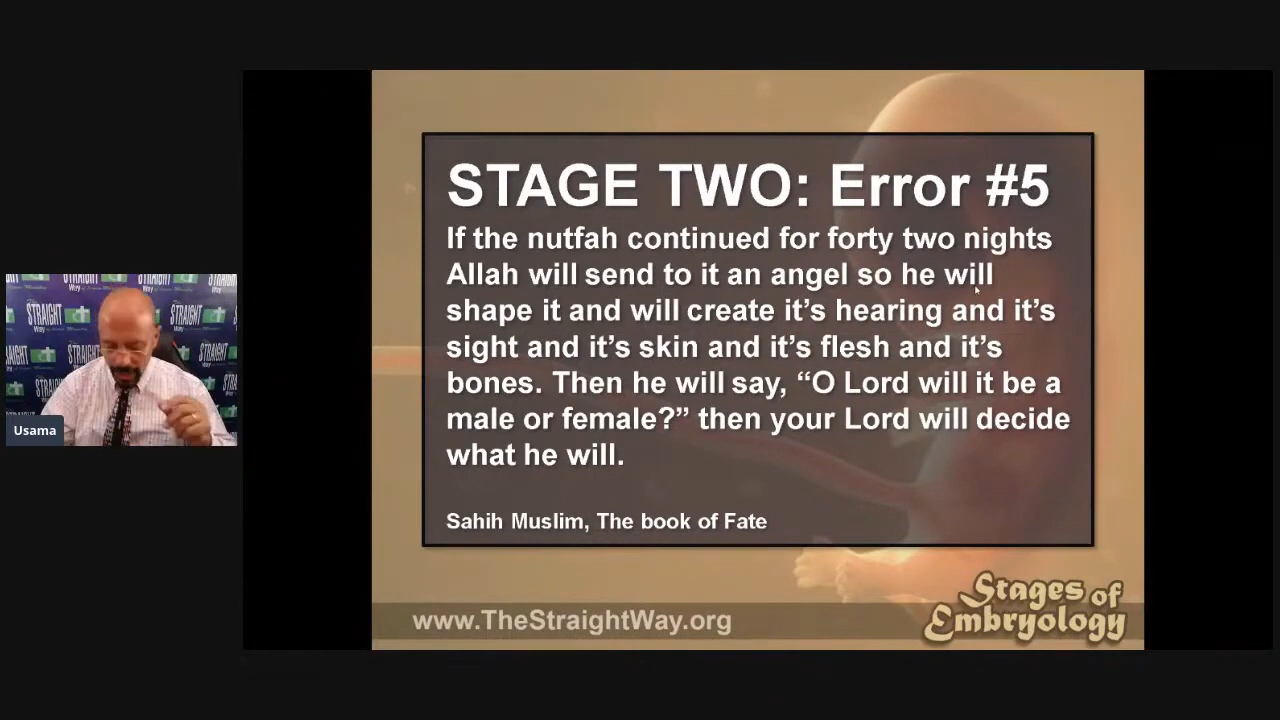 STAGE TWO: Error #5
If the nutfah continued for forty two nights
Allah will send to it an angel so he will
shape it and will create it’s hearing and it’s
sight and it’s skin and it’s flesh and it’s
bones. Then he will say, “O Lord will it be a
male or female?” then your Lord will decide
what he will.
Sahih Muslim, The book of Fate
www.TheStraightWay.org
Stages of
Embryology
STRAIGHT
Usama